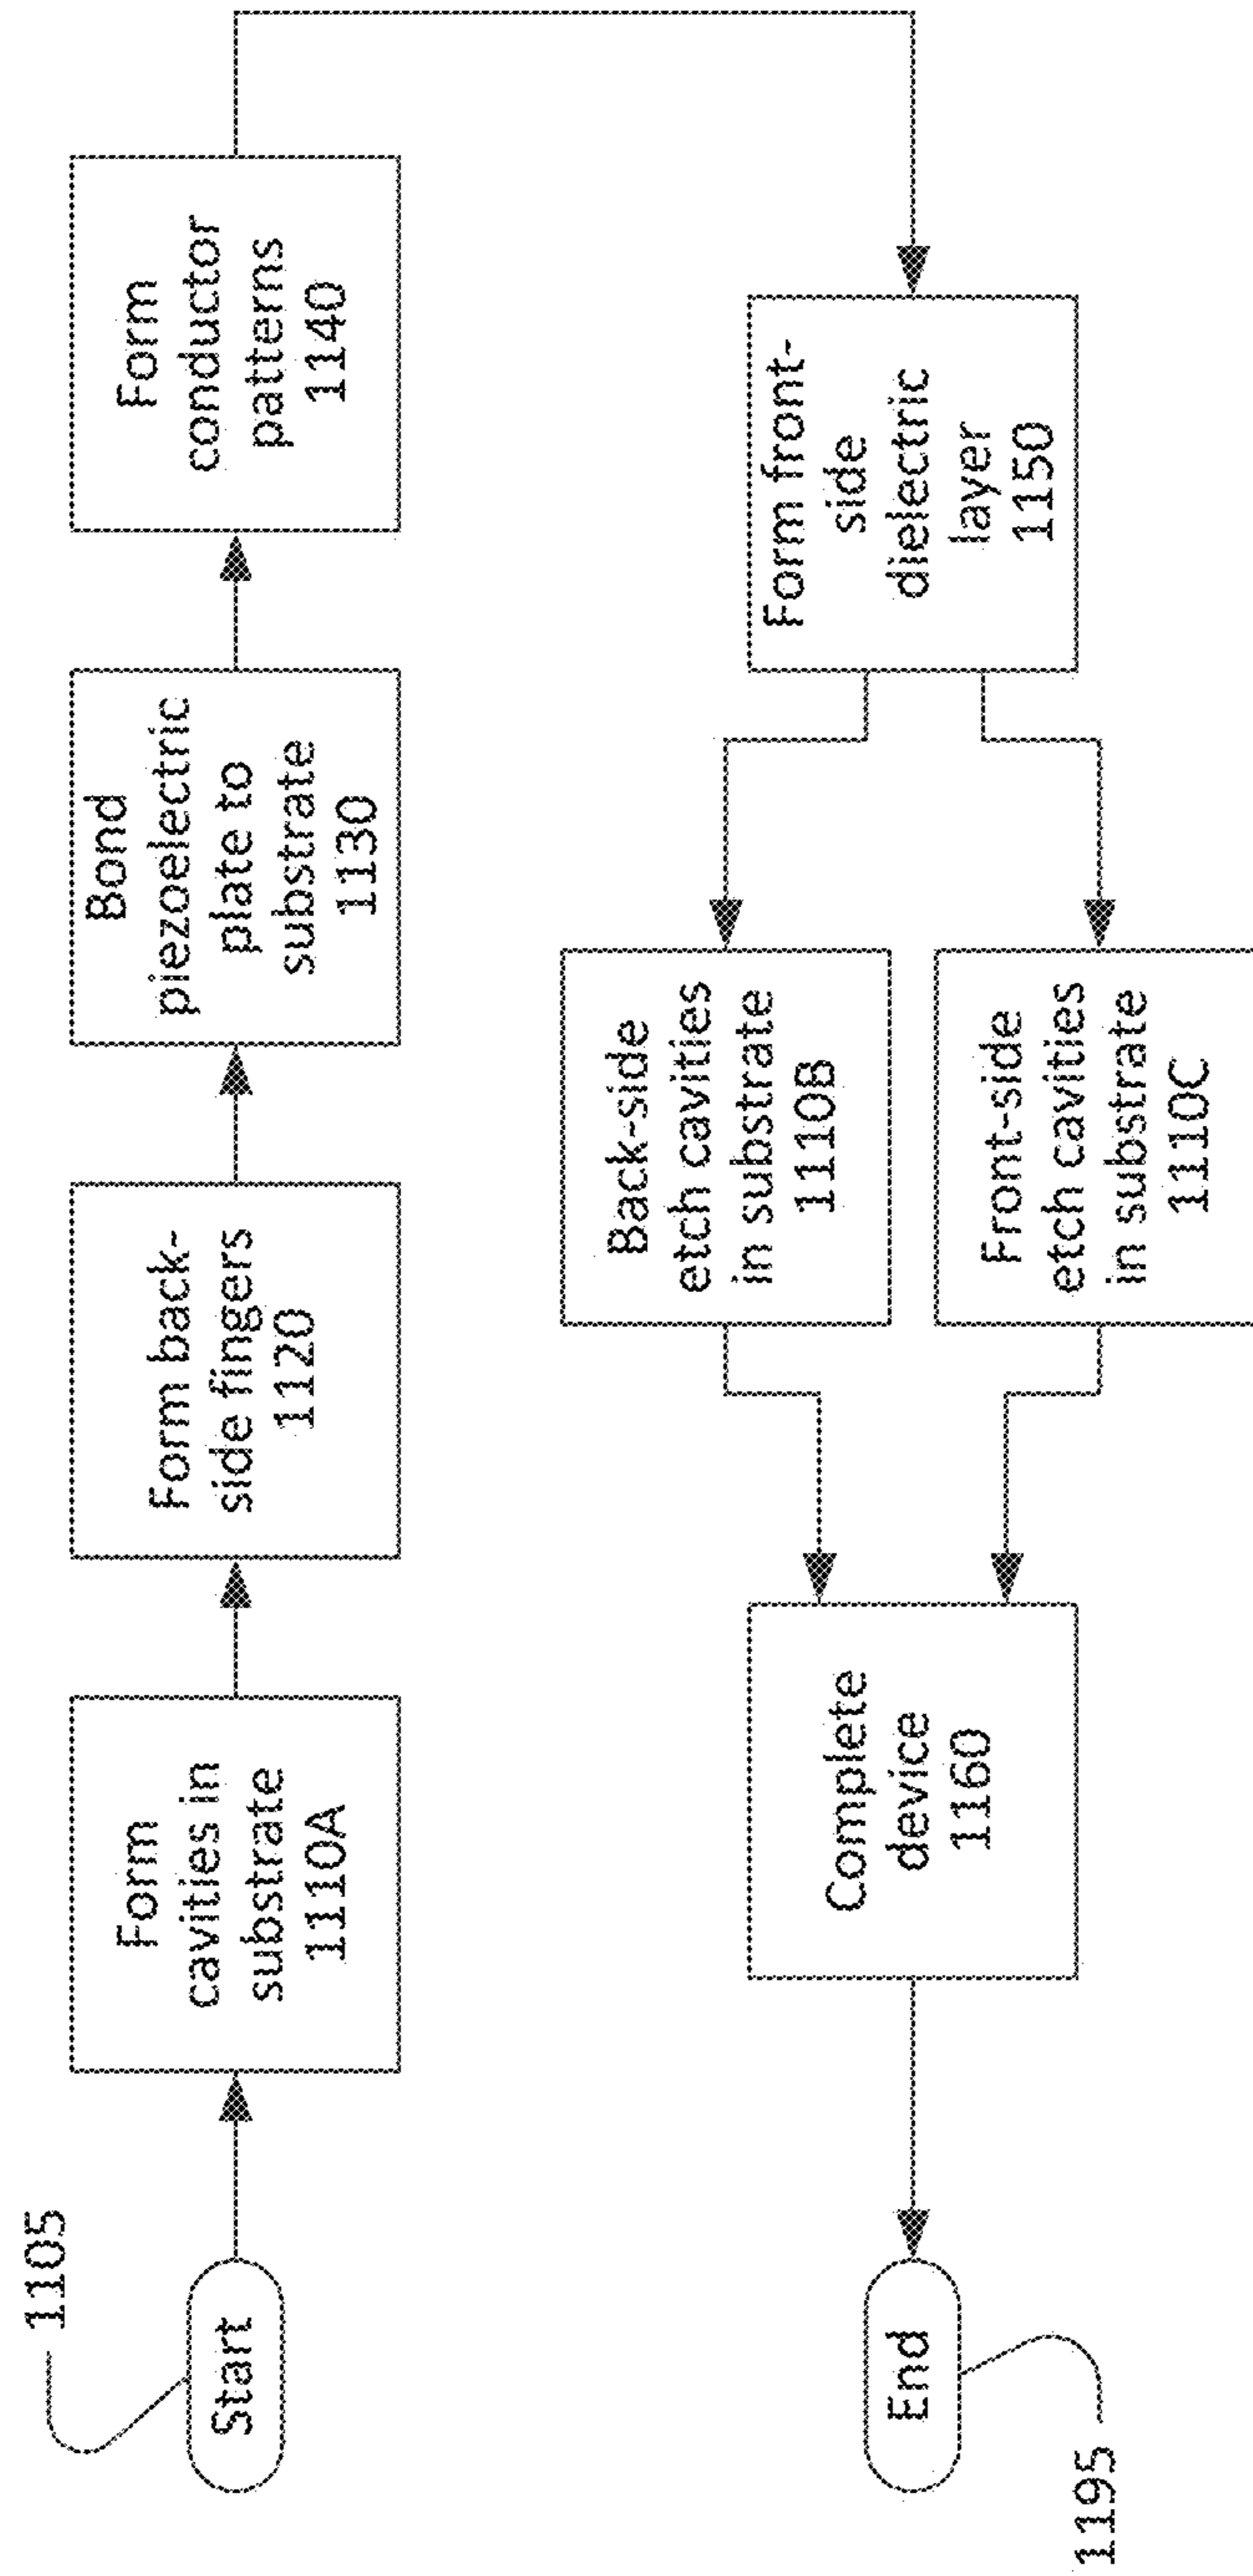 1105
Start
Form
cavities in
substrate
1110A
Form back-
side fingers
1120
Bond
piezoelectric
plate to
substrate
1130
Form
conductor
patterns
1140
Form front-
side
dielectric
layer
1150
Back-side
etch cavities
in substrate
1110B
Front-side
etch cavities
in substrate
1110C
Complete
device
1160
End
1195